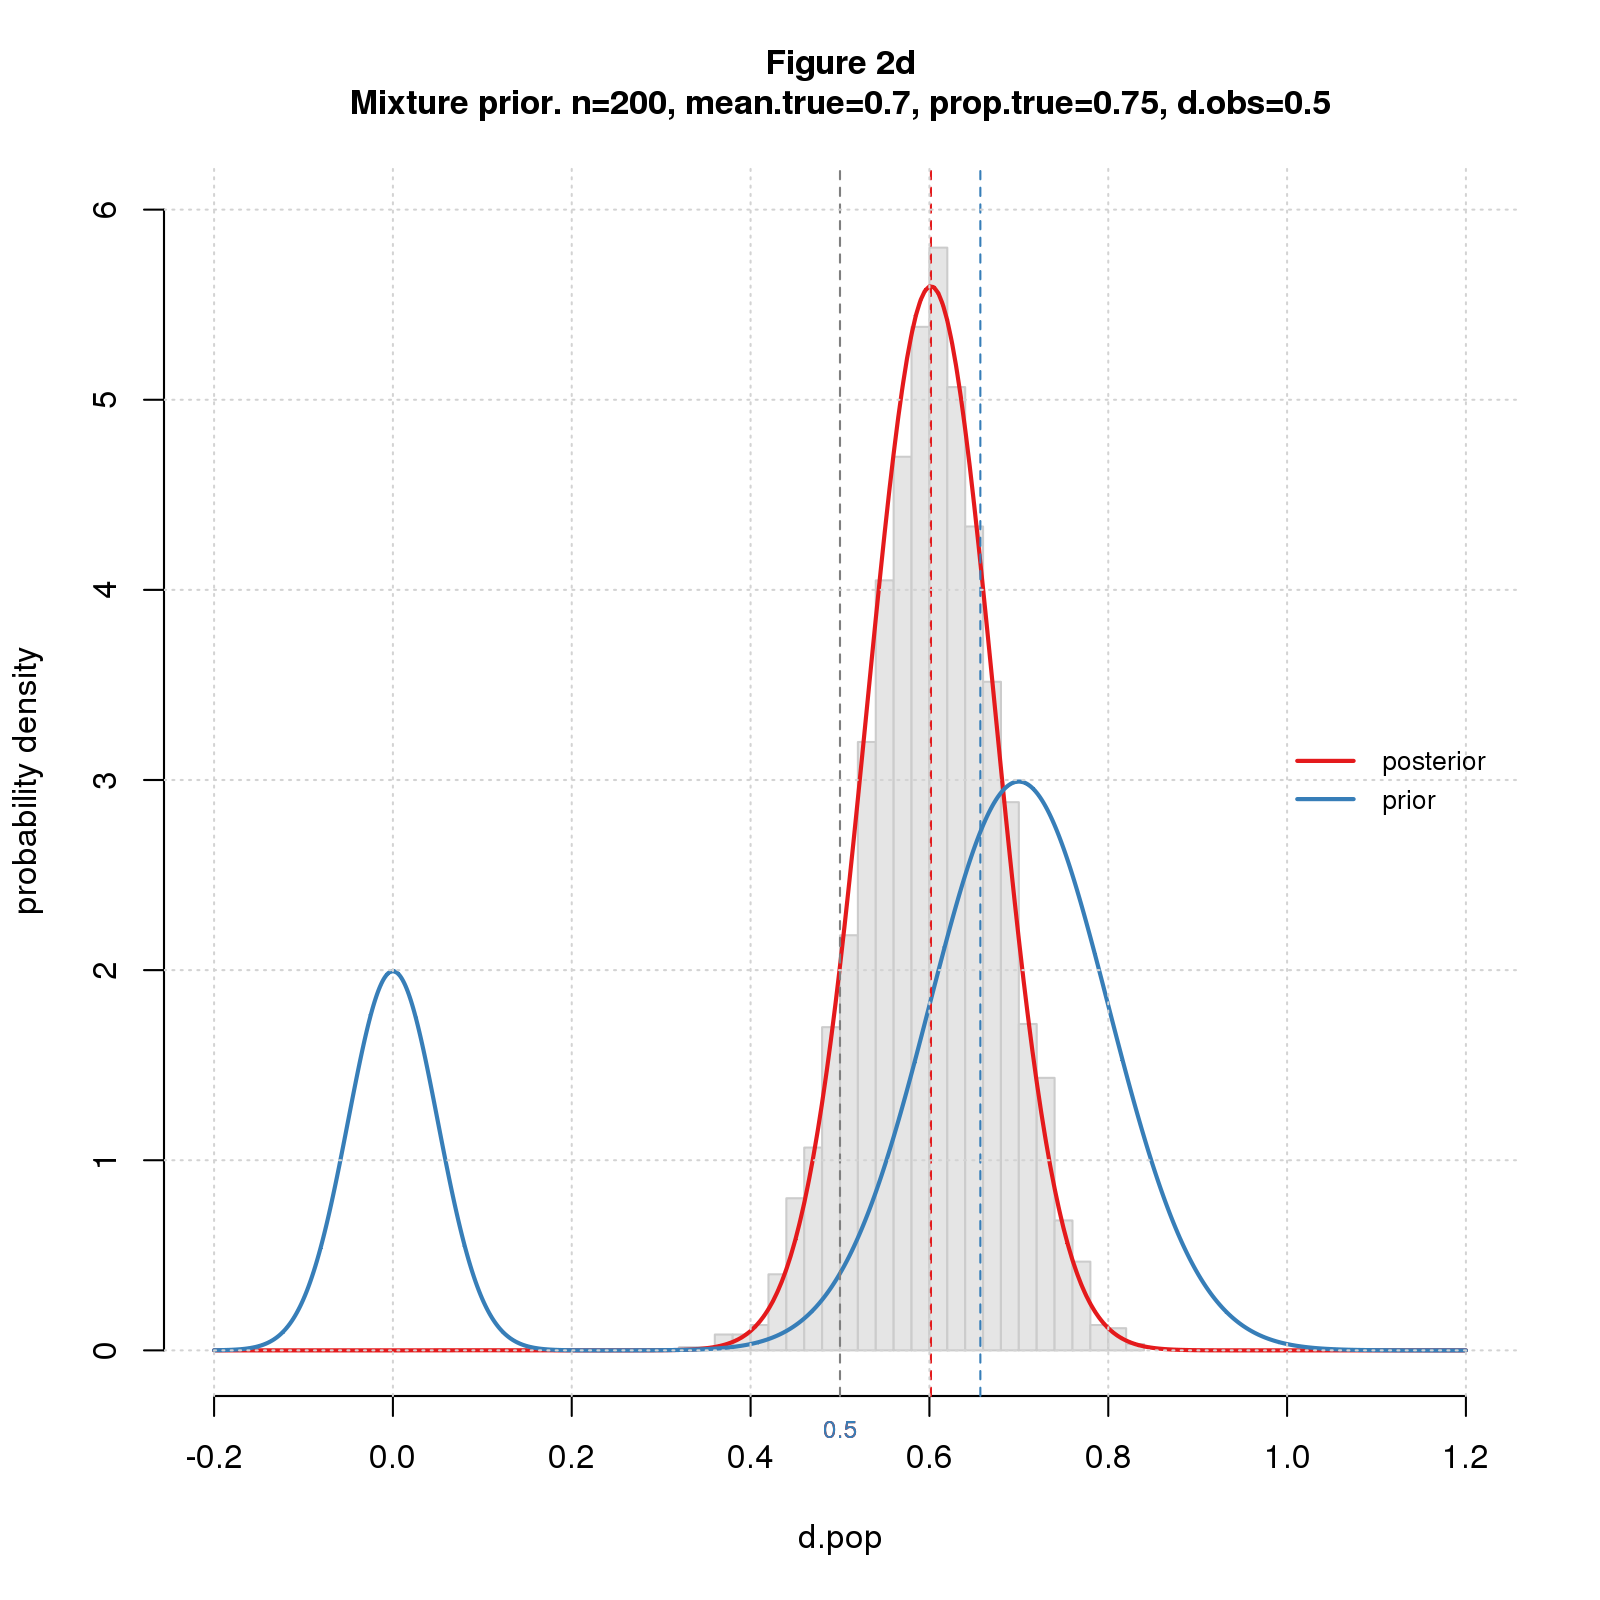 Figure 2d
Mixture prior. n=200, mean.true=0.7, prop.true=0.75, d.obs=0.5
6
5
4
3
2
1
0
probability density
posterior
prior
0.5
-0.2 0.0 0.2 0.4 0.6 0.8 1.0 1.2
d.pop